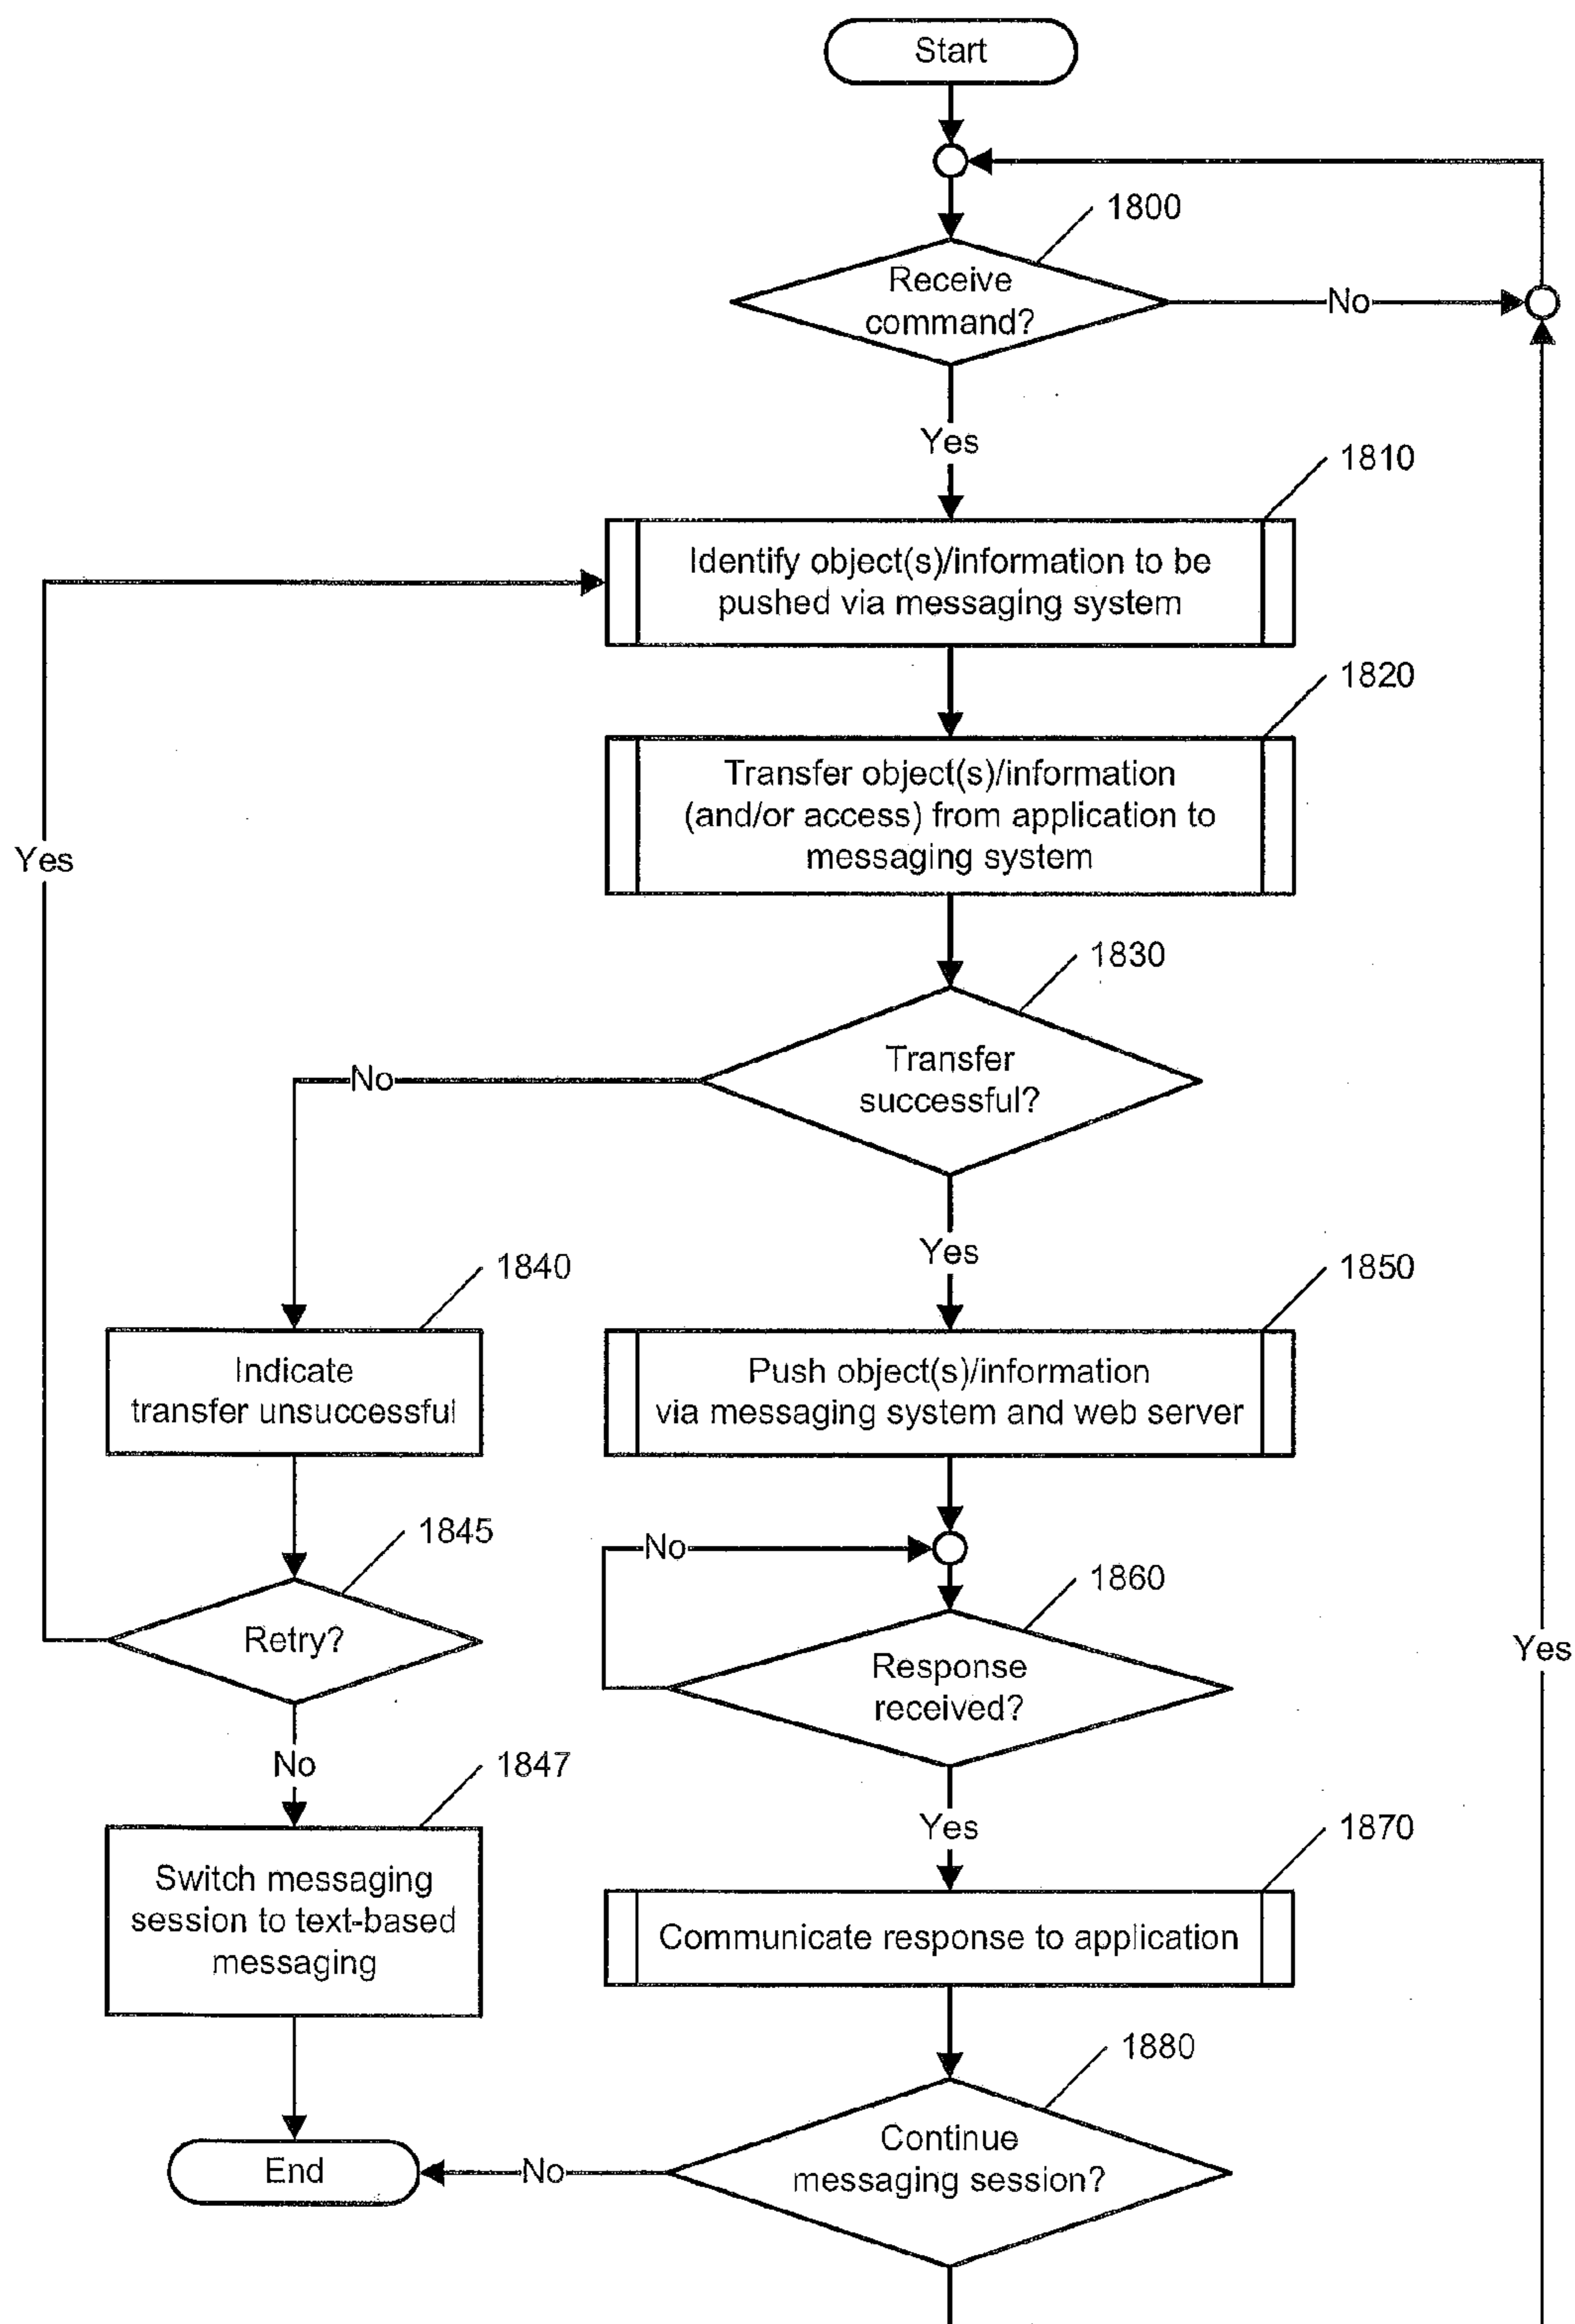 Start
1800
Receive
command?
No
Yes
1810
Identify object(s)/information to be
pushed via messaging system
1820
Transfer object(s)/information
(and/or access) from application to
messaging system
Yes
1830
Transfer
successful?
No
Yes
1840
Indicate
transfer unsuccessful
1850
Push object(s)/information
via messaging system and web server
1845
Retry?
No
1860
Response
received?
Yes
No
1847
Switch messaging
session to text-based
messaging
Yes
1870
Communicate response to application
1880
Continue
messaging session?
No
End